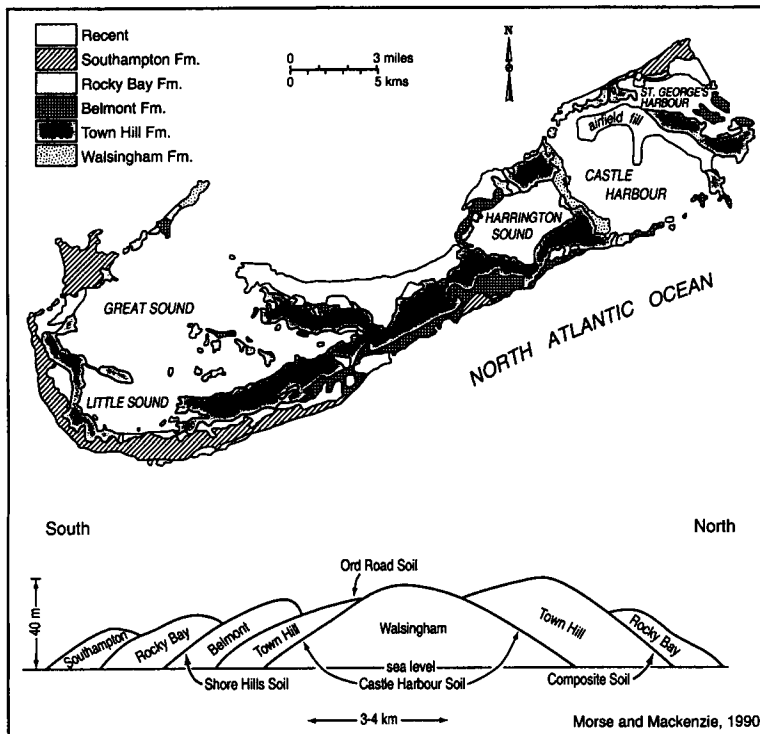 Recent
Southampton Fm.
Rocky Bay Fm.
Belmont Fm.
Town Hill Fm.
Walsingham Fm.
0 3 miles
0 5 kms
N
ST. GEORGE'S
HARBOUR
airfield fill
CASTLE
HARBOUR
HARRINGTON
SOUND
GREAT SOUND
NORTH ATLANTIC OCEAN
LITTLE SOUND
South
North
Ord Road Soil
40 m
Southampton
Rocky Bay
Belmont
Town Hill
Walsingham
Town Hill
Rocky Bay
sea level
Shore Hills Soil
Castle Harbour Soil
Composite Soil
3-4 km
Morse and Mackenzie, 1990